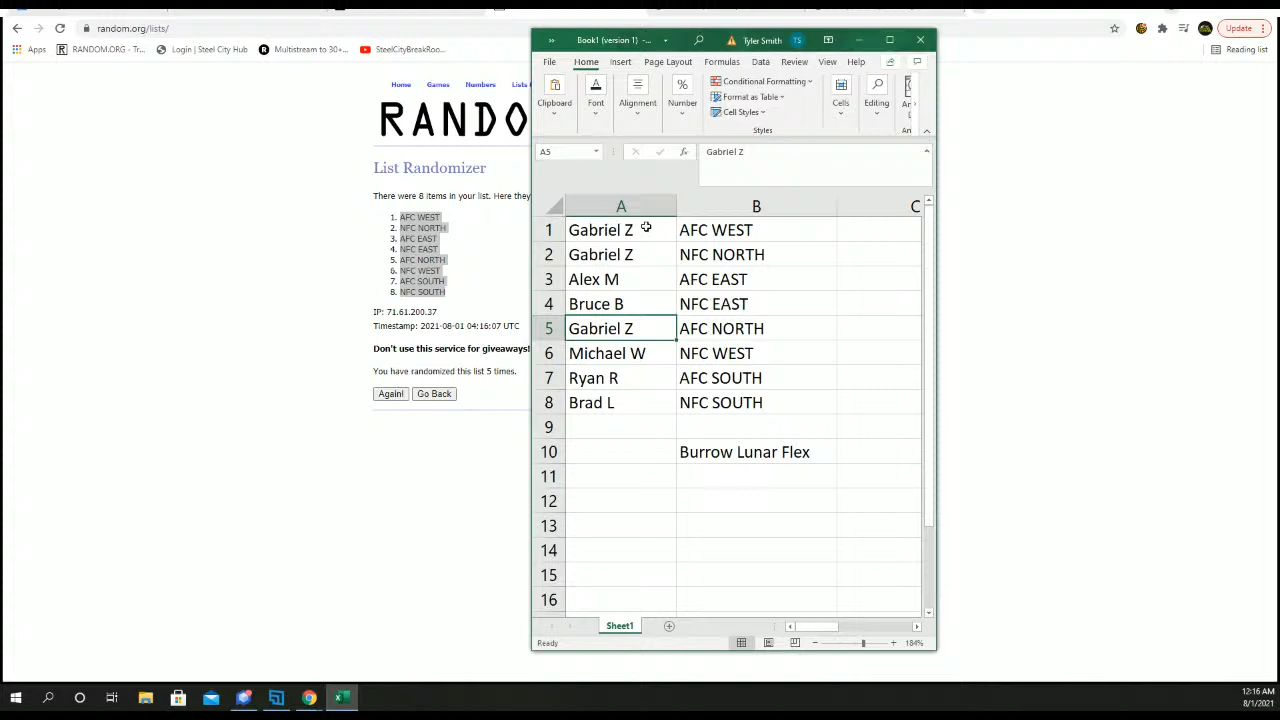 random.org/lists/
Update
Apps
RANDOM.ORG - Tr...
Login | Steel City Hub
Multistream to 30+...
SteelCityBreakRoo...
Reading list
Home
Games
Numbers
Lists
RANDO
List Randomizer
There were 8 items in your list. Here they
1. AFC WEST
2. NFC NORTH
3. AFC EAST
4. NFC EAST
5. AFC NORTH
6. NFC WEST
7. AFC SOUTH
8. NFC SOUTH
IP: 71.61.200.37
Timestamp: 2021-08-01 04:16:07 UTC
Don't use this service for giveaways!
You have randomized this list 5 times.
Again!
Go Back
Book1 (version 1) -...
Tyler Smith
TS
File
Home
Insert
Page Layout
Formulas
Data
Review
View
Help
Clipboard
Font
Alignment
Number
Conditional Formatting
Format as Table
Cell Styles
Styles
Cells
Editing
A5
Gabriel Z
A B C
1 Gabriel Z AFC WEST
2 Gabriel Z NFC NORTH
3 Alex M AFC EAST
4 Bruce B NFC EAST
5 Gabriel Z AFC NORTH
6 Michael W NFC WEST
7 Ryan R AFC SOUTH
8 Brad L NFC SOUTH
9
10 Burrow Lunar Flex
11
12
13
14
15
16
Sheet1
Ready
184%
12:16 AM
8/1/2021